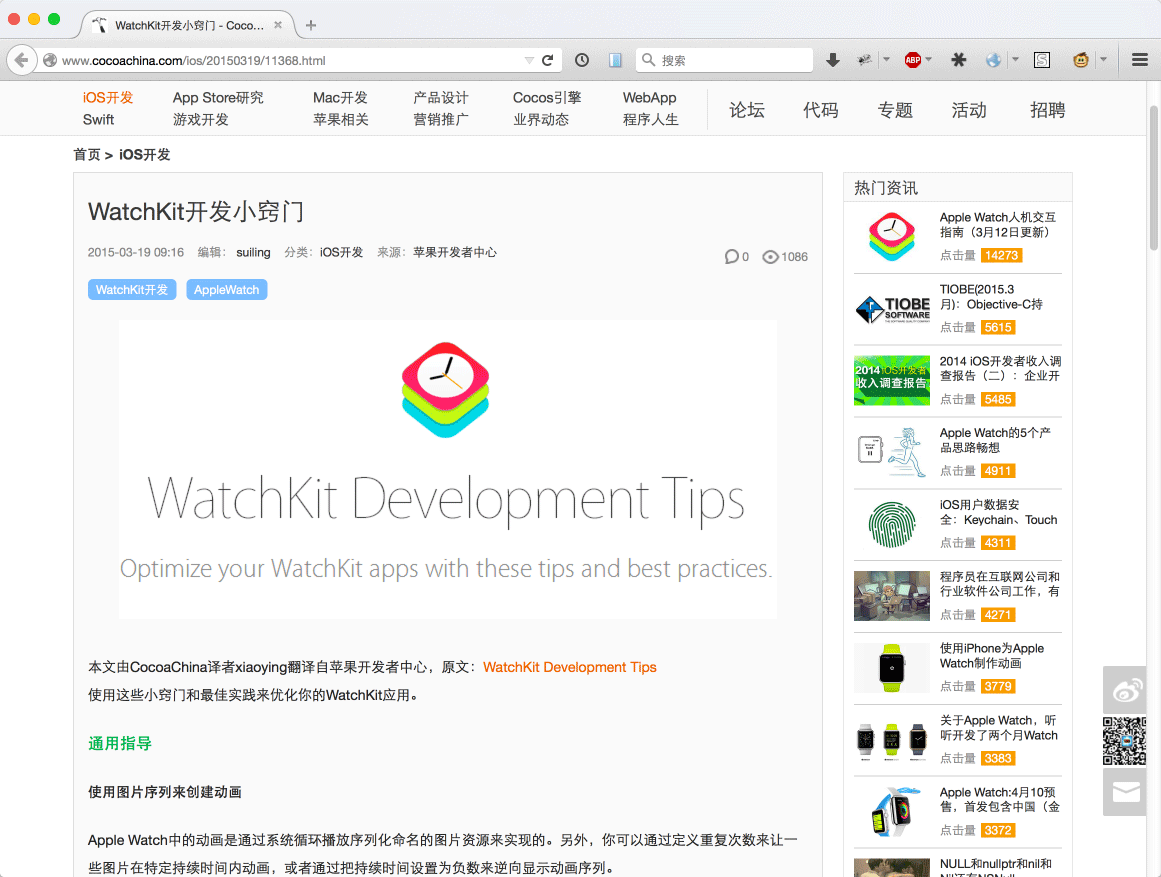 WatchKit开发小窍门 - Coco...
www.cocoachina.com/ios/20150319/11368.html
搜索
ABP
S
iOS开发 App Store研究 Mac开发 产品设计 Cocos引擎 WebApp
Swift 游戏开发 苹果相关 营销推广 业界动态 程序人生
论坛 代码 专题 活动 招聘
首页 > iOS开发
WatchKit开发小窍门
2015-03-19 09:16 编辑: suiling 分类: iOS开发 来源: 苹果开发者中心
0 1086
WatchKit开发 AppleWatch
WatchKit Development Tips
Optimize your WatchKit apps with these tips and best practices.
本文由CocoaChina译者xiaoying翻译自苹果开发者中心，原文：WatchKit Development Tips
使用这些小窍门和最佳实践来优化你的WatchKit应用。
通用指导
使用图片序列来创建动画
Apple Watch中的动画是通过系统循环播放序列化命名的图片资源来实现的。另外，你可以通过定义重复次数来让一
些图片在特定持续时间内动画，或者通过把持续时间设置为负数来逆向显示动画序列。
热门资讯
Apple Watch人机交互
指南（3月12日更新）
点击量 14273
TIOBE
SOFTWARE
TIOBE(2015.3
月)：Objective-C持
点击量 5615
2014 iOS开发者
收入调查报告
2014 iOS开发者收入调
查报告（二）：企业开
点击量 5485
Apple Watch的5个产
品思路畅想
点击量 4911
iOS用户数据安
全：Keychain、Touch
点击量 4311
程序员在互联网公司和
行业软件公司工作，有
点击量 4271
使用iPhone为Apple
Watch制作动画
点击量 3779
关于Apple Watch，听
听开发了两个月Watch
点击量 3383
Apple Watch:4月10预
售，首发包含中国（金
点击量 3372
NULL和nullptr和nil和